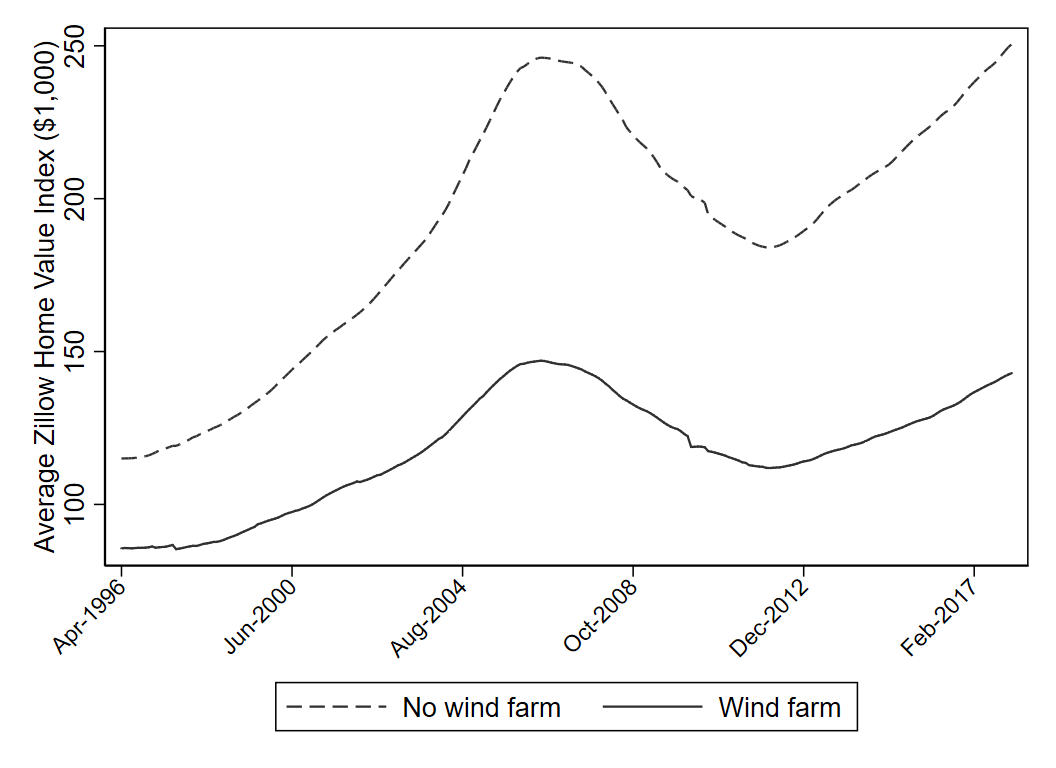 Average Zillow Home Value Index ($1,000)
250
200
150
100
Apr-1996
Jun-2000
Aug-2004
Oct-2008
Dec-2012
Feb-2017
No wind farm
Wind farm